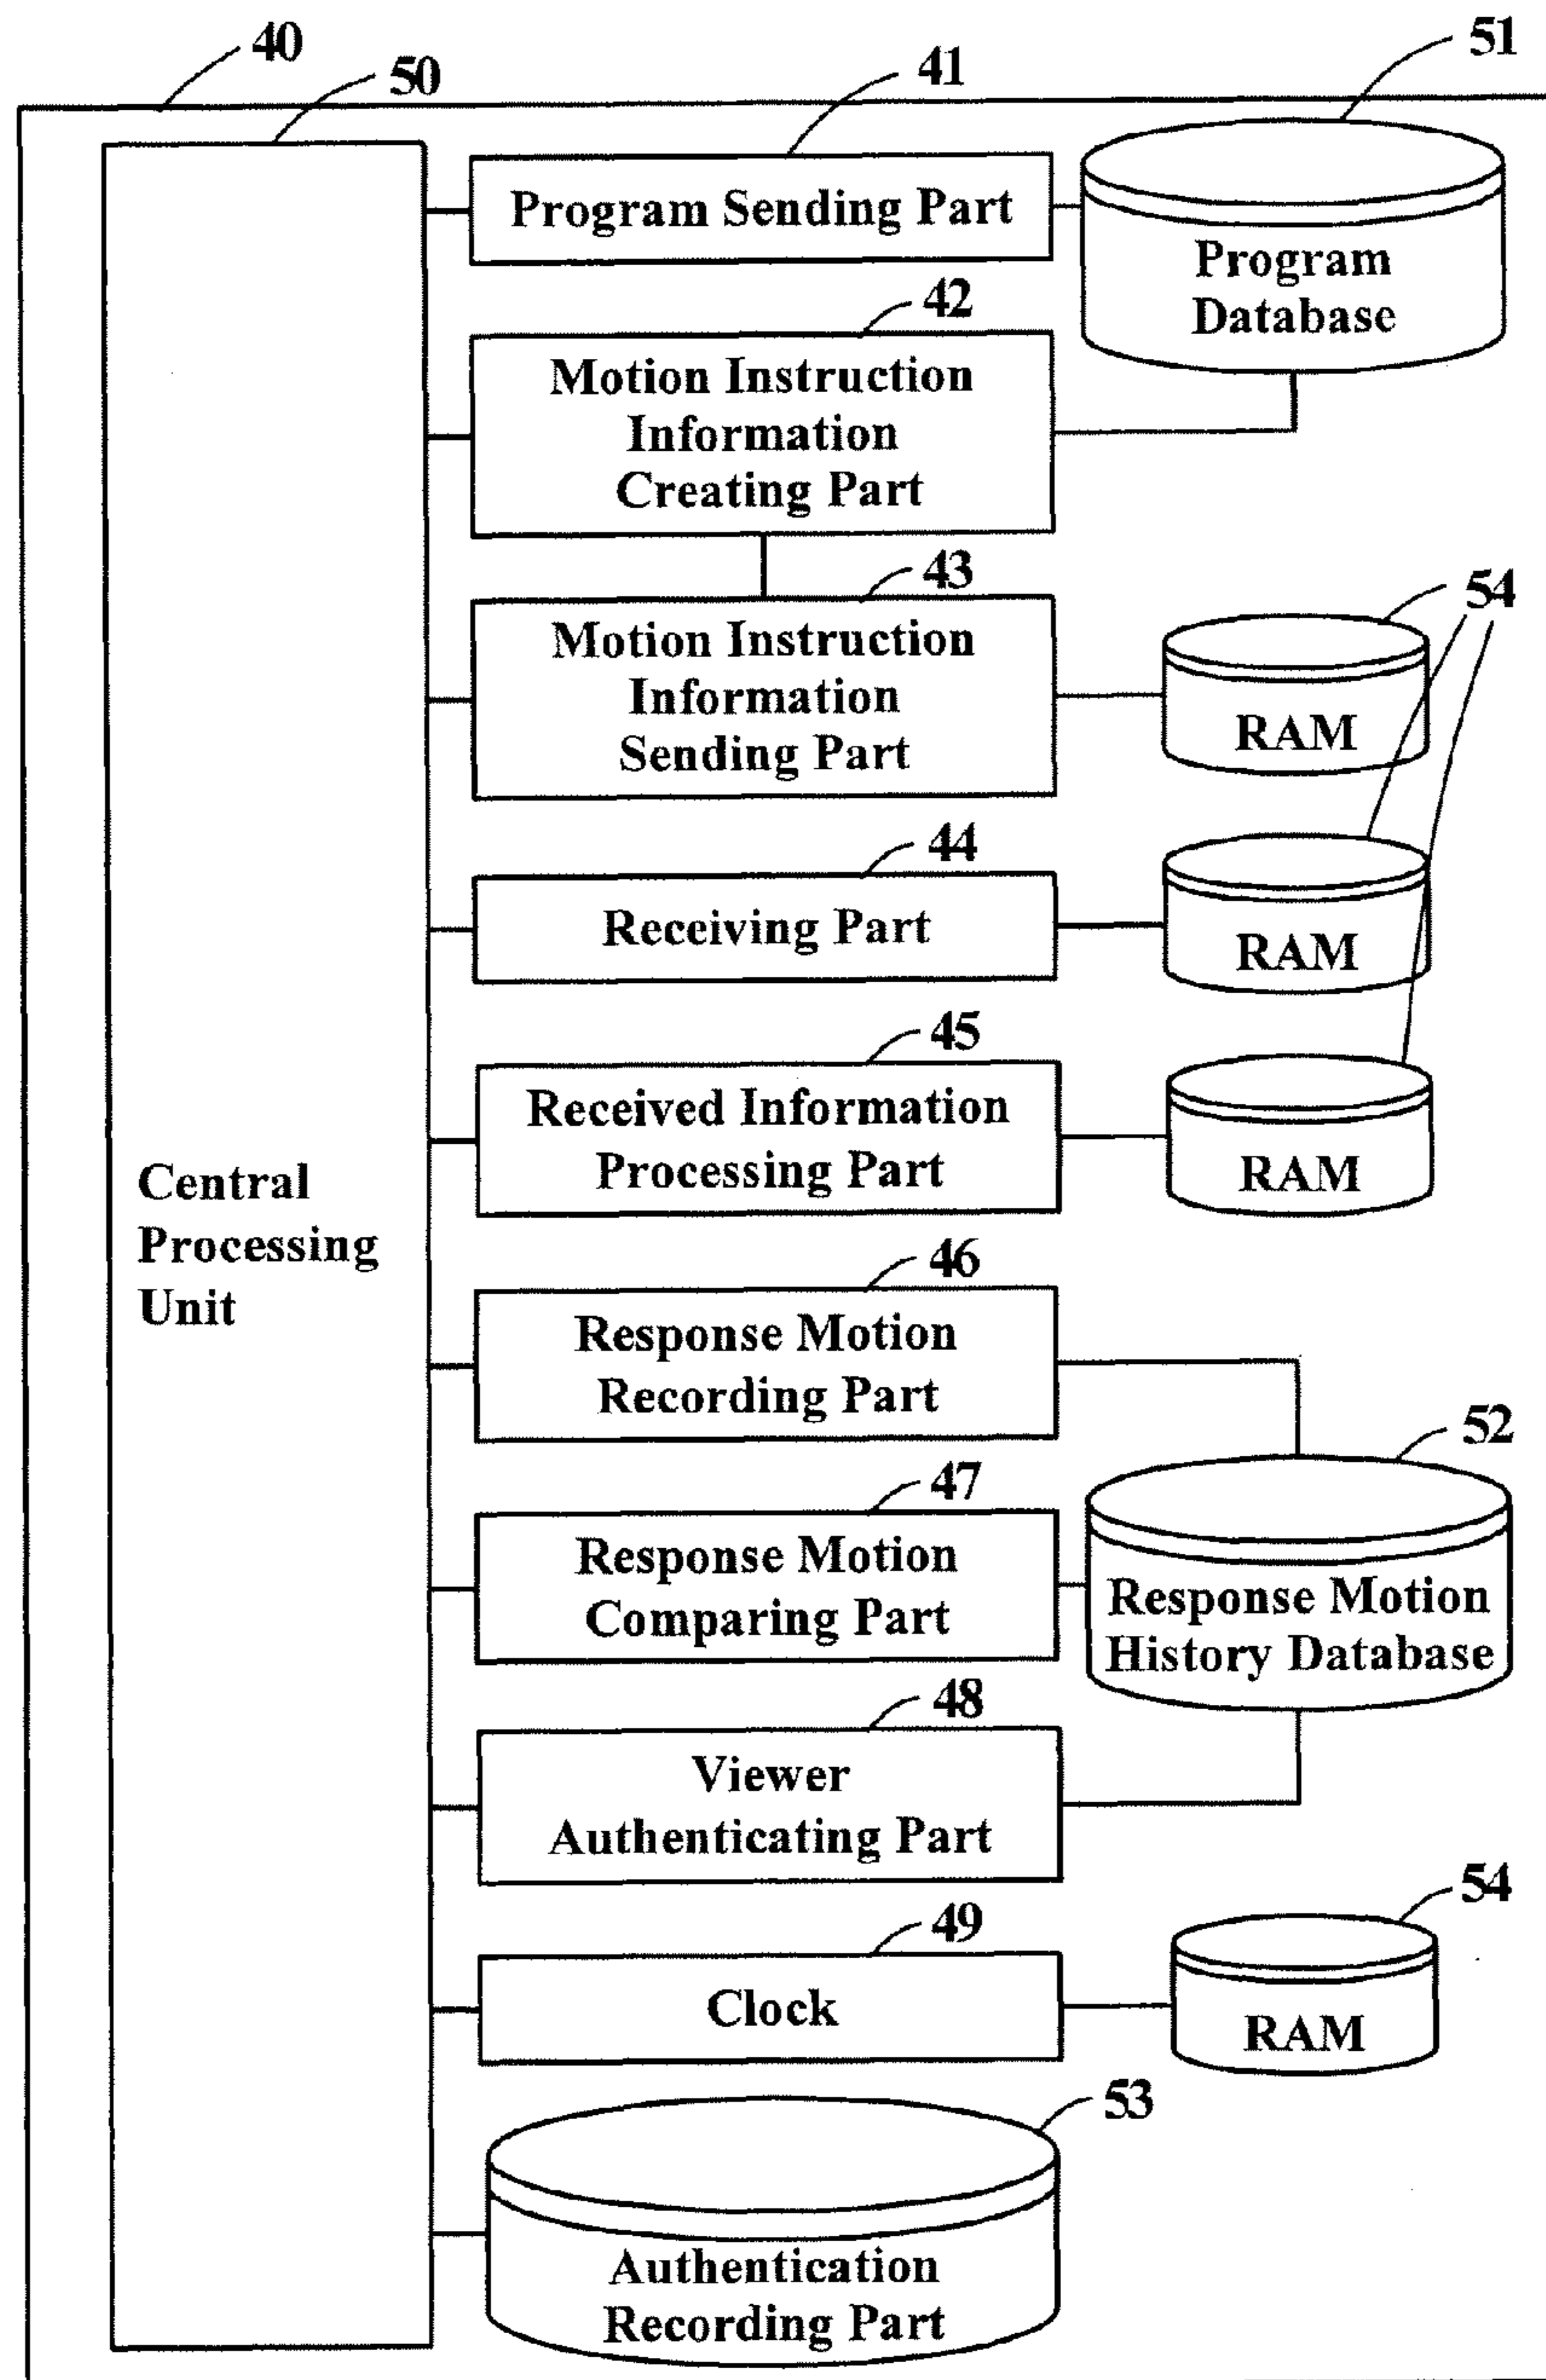 40
50
41
51
Program Sending Part
Program
Database
42
Motion Instruction
Information
Creating Part
43
54
Motion Instruction
Information
Sending Part
RAM
44
Receiving Part
RAM
45
Received Information
Processing Part
RAM
Central
Processing
Unit
46
Response Motion
Recording Part
52
47
Response Motion
Comparing Part
Response Motion
History Database
48
Viewer
Authenticating Part
54
49
Clock
RAM
53
Authentication
Recording Part